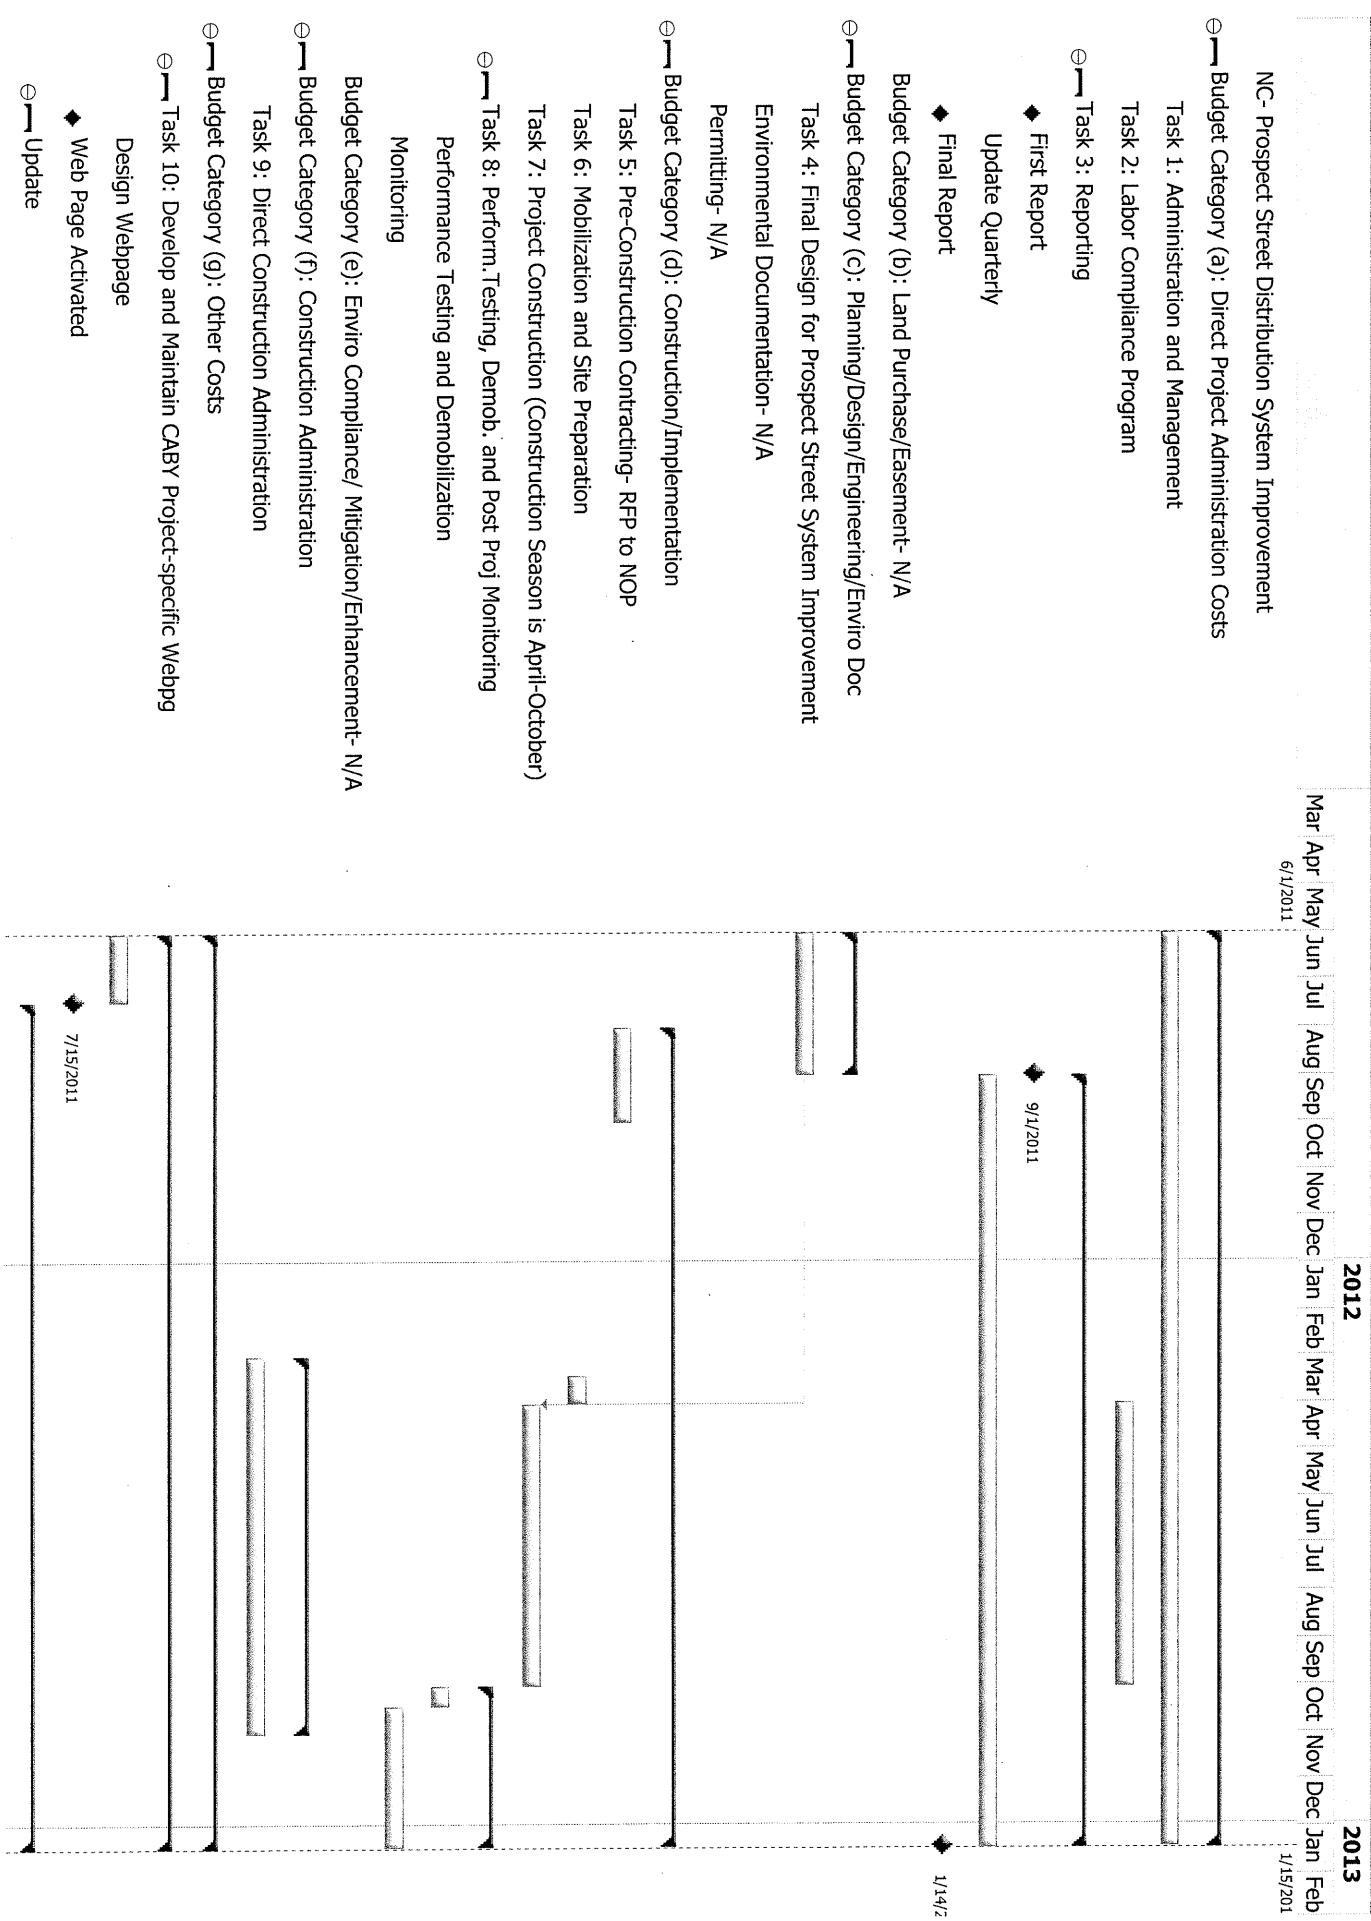 2012
2013
Mar Apr May Jun Jul Aug Sep Oct Nov Dec Jan Feb Mar Apr May Jun Jul Aug Sep Oct Nov Dec Jan Feb
6/1/2011
1/15/201
NC- Prospect Street Distribution System Improvement
Budget Category (a): Direct Project Administration Costs
Task 1: Administration and Management
Task 2: Labor Compliance Program
Task 3: Reporting
First Report
9/1/2011
Update Quarterly
Final Report
1/14/2
Budget Category (b): Land Purchase/Easement- N/A
Budget Category (c): Planning/Design/Engineering/Enviro Doc
Task 4: Final Design for Prospect Street System Improvement
Environmental Documentation- N/A
Permitting- N/A
Budget Category (d): Construction/Implementation
Task 5: Pre-Construction Contracting- RFP to NOP
Task 6: Mobilization and Site Preparation
Task 7: Project Construction (Construction Season is April-October)
Task 8: Perform.Testing, Demob. and Post Proj Monitoring
Performance Testing and Demobilization
Monitoring
Budget Category (e): Enviro Compliance/ Mitigation/Enhancement- N/A
Budget Category (f): Construction Administration
Task 9: Direct Construction Administration
Budget Category (g): Other Costs
Task 10: Develop and Maintain CABY Project-specific Webpg
Design Webpage
Web Page Activated
7/15/2011
Update